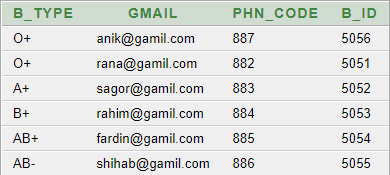 B_TYPE GMAIL PHN_CODE B_ID
O+ anik@gamil.com 887 5056
O+ rana@gamil.com 882 5051
A+ sagor@gamil.com 883 5052
B+ rahim@gamil.com 884 5053
AB+ fardin@gamil.com 885 5054
AB- shihab@gamil.com 886 5055